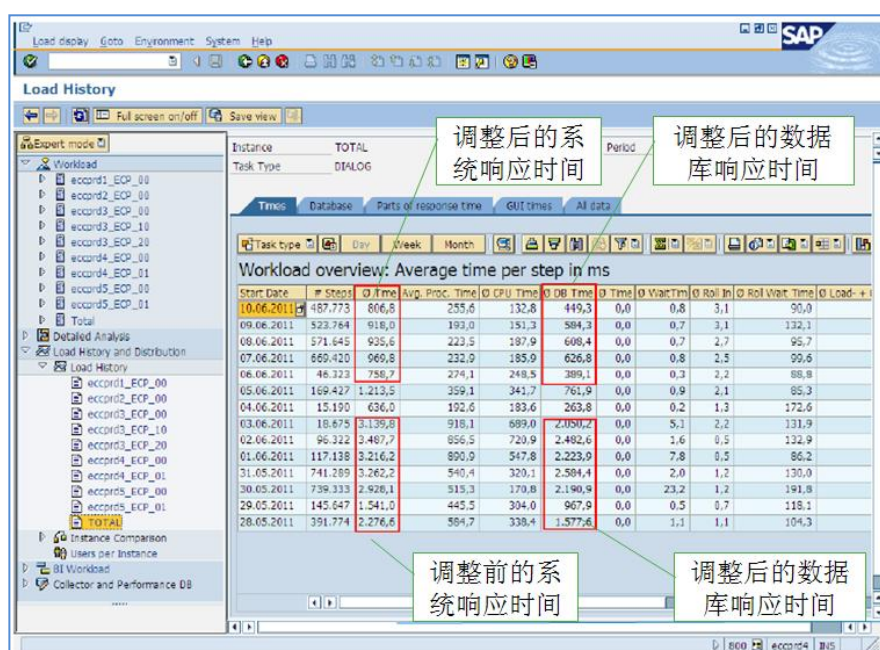 Load display Goto Environment System Help
SAP
Load History
Full screen on/off Save view
Expert mode
Workload
eccprd1_ECP_00
eccprd2_ECP_00
eccprd3_ECP_00
eccprd3_ECP_10
eccprd3_ECP_20
eccprd4_ECP_00
eccprd4_ECP_01
eccprd5_ECP_00
eccprd5_ECP_01
Total
Detailed Analysis
Load History and Distribution
Load History
eccprd1_ECP_00
eccprd2_ECP_00
eccprd3_ECP_00
eccprd3_ECP_10
eccprd3_ECP_20
eccprd4_ECP_00
eccprd4_ECP_01
eccprd5_ECP_00
eccprd5_ECP_01
TOTAL
Instance Comparison
Users per Instance
BI Workload
Collector and Performance DB
Instance TOTAL Period
Task Type DIALOG
调整后的系
统响应时间
调整后的数据
库响应时间
Times Database Parts of response time GUI times All data
Task type Day Week Month
Workload overview: Average time per step in ms
Start Date # Steps Ø /Time Avg. Proc. Time Ø CPU Time Ø DB Time Ø Time Ø WaitTim Ø Roll In Ø Roll Wait Time Ø Load- +
10.06.2011 487.773 806,8 255,6 132,8 449,3 0,0 0,8 3,1 90,0
09.06.2011 523.764 918,0 193,0 151,3 584,3 0,0 0,7 3,1 132,1
08.06.2011 571.645 935,6 223,5 187,9 608,4 0,0 0,7 2,7 95,7
07.06.2011 669.420 969,8 232,9 185,9 626,8 0,0 0,8 2,5 99,6
06.06.2011 46.323 758,7 274,1 248,5 389,1 0,0 0,3 2,2 88,8
05.06.2011 169.427 1.213,5 359,1 341,7 761,9 0,0 0,9 2,1 85,3
04.06.2011 15.190 636,0 192,6 183,6 263,8 0,0 0,2 1,3 172,6
03.06.2011 18.675 3.139,8 918,1 689,0 2.050,2 0,0 5,1 2,2 131,9
02.06.2011 96.322 3.487,7 856,5 720,9 2.482,6 0,0 1,6 0,5 132,9
01.06.2011 117.138 3.216,2 890,9 547,8 2.223,9 0,0 7,8 0,5 86,2
31.05.2011 741.289 3.262,2 540,4 320,1 2.584,4 0,0 2,0 1,2 130,0
30.05.2011 739.333 2.928,1 515,3 170,8 2.190,9 0,0 23,2 1,2 191,8
29.05.2011 145.647 1.541,0 445,5 304,0 967,9 0,0 0,5 0,7 118,1
28.05.2011 391.774 2.276,6 584,7 338,4 1.577,6 0,0 1,1 1,1 104,3
调整前的系
统响应时间
调整后的数据
库响应时间
800 eccprd4 INS